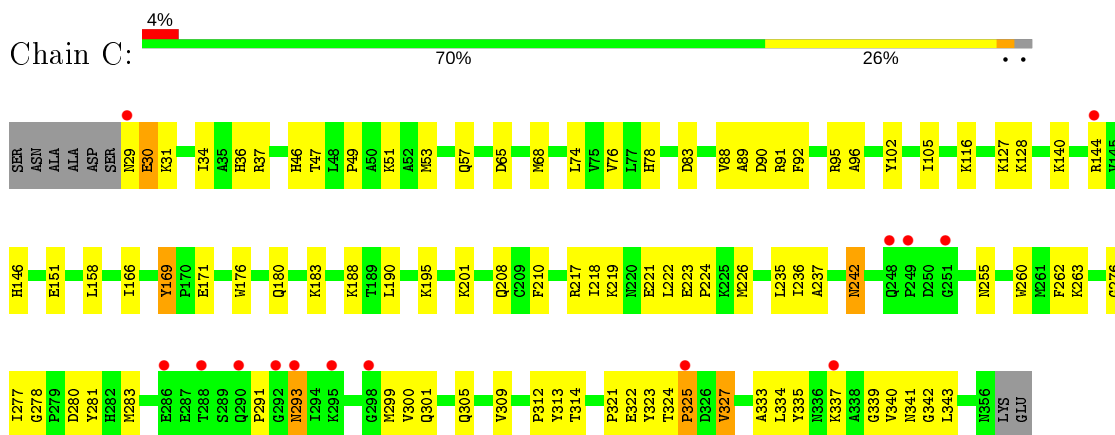 4%
Chain C:
70% 26% • •
SER ASN ALA ALA ASP SER N29 E30 K31 I34 A35 H36 R37 H46 T47 L48 P49 A50 K51 A52 M53 Q57 D65 M68 L74 V75 V76 L77 H78 D83 V88 A89 D90 R91 F92 R95 A96 Y102 I105 K116 K127 K128 K140 R144 V145
H146 E151 L158 I166 Y169 P170 E171 W176 Q180 K183 K188 T189 L190 K195 K201 Q208 C209 F210 R217 I218 K219 N220 E221 L222 E223 P224 K225 M226 L235 I236 A237 N242 Q248 P249 D250 G251 N255 W260 M261 F262 K263
I277 G278 P279 D280 Y281 H282 M283 E286 E287 T288 S289 Q290 P291 G292 N293 I294 K295 G298 M299 V300 Q301 Q305 V309 P312 Y313 T314 P321 E322 Y323 T324 P325 D326 V327 A333 L334 Y335 N336 K337 A338 G339 V340 N341 G342 L343 N356 LYS GLU